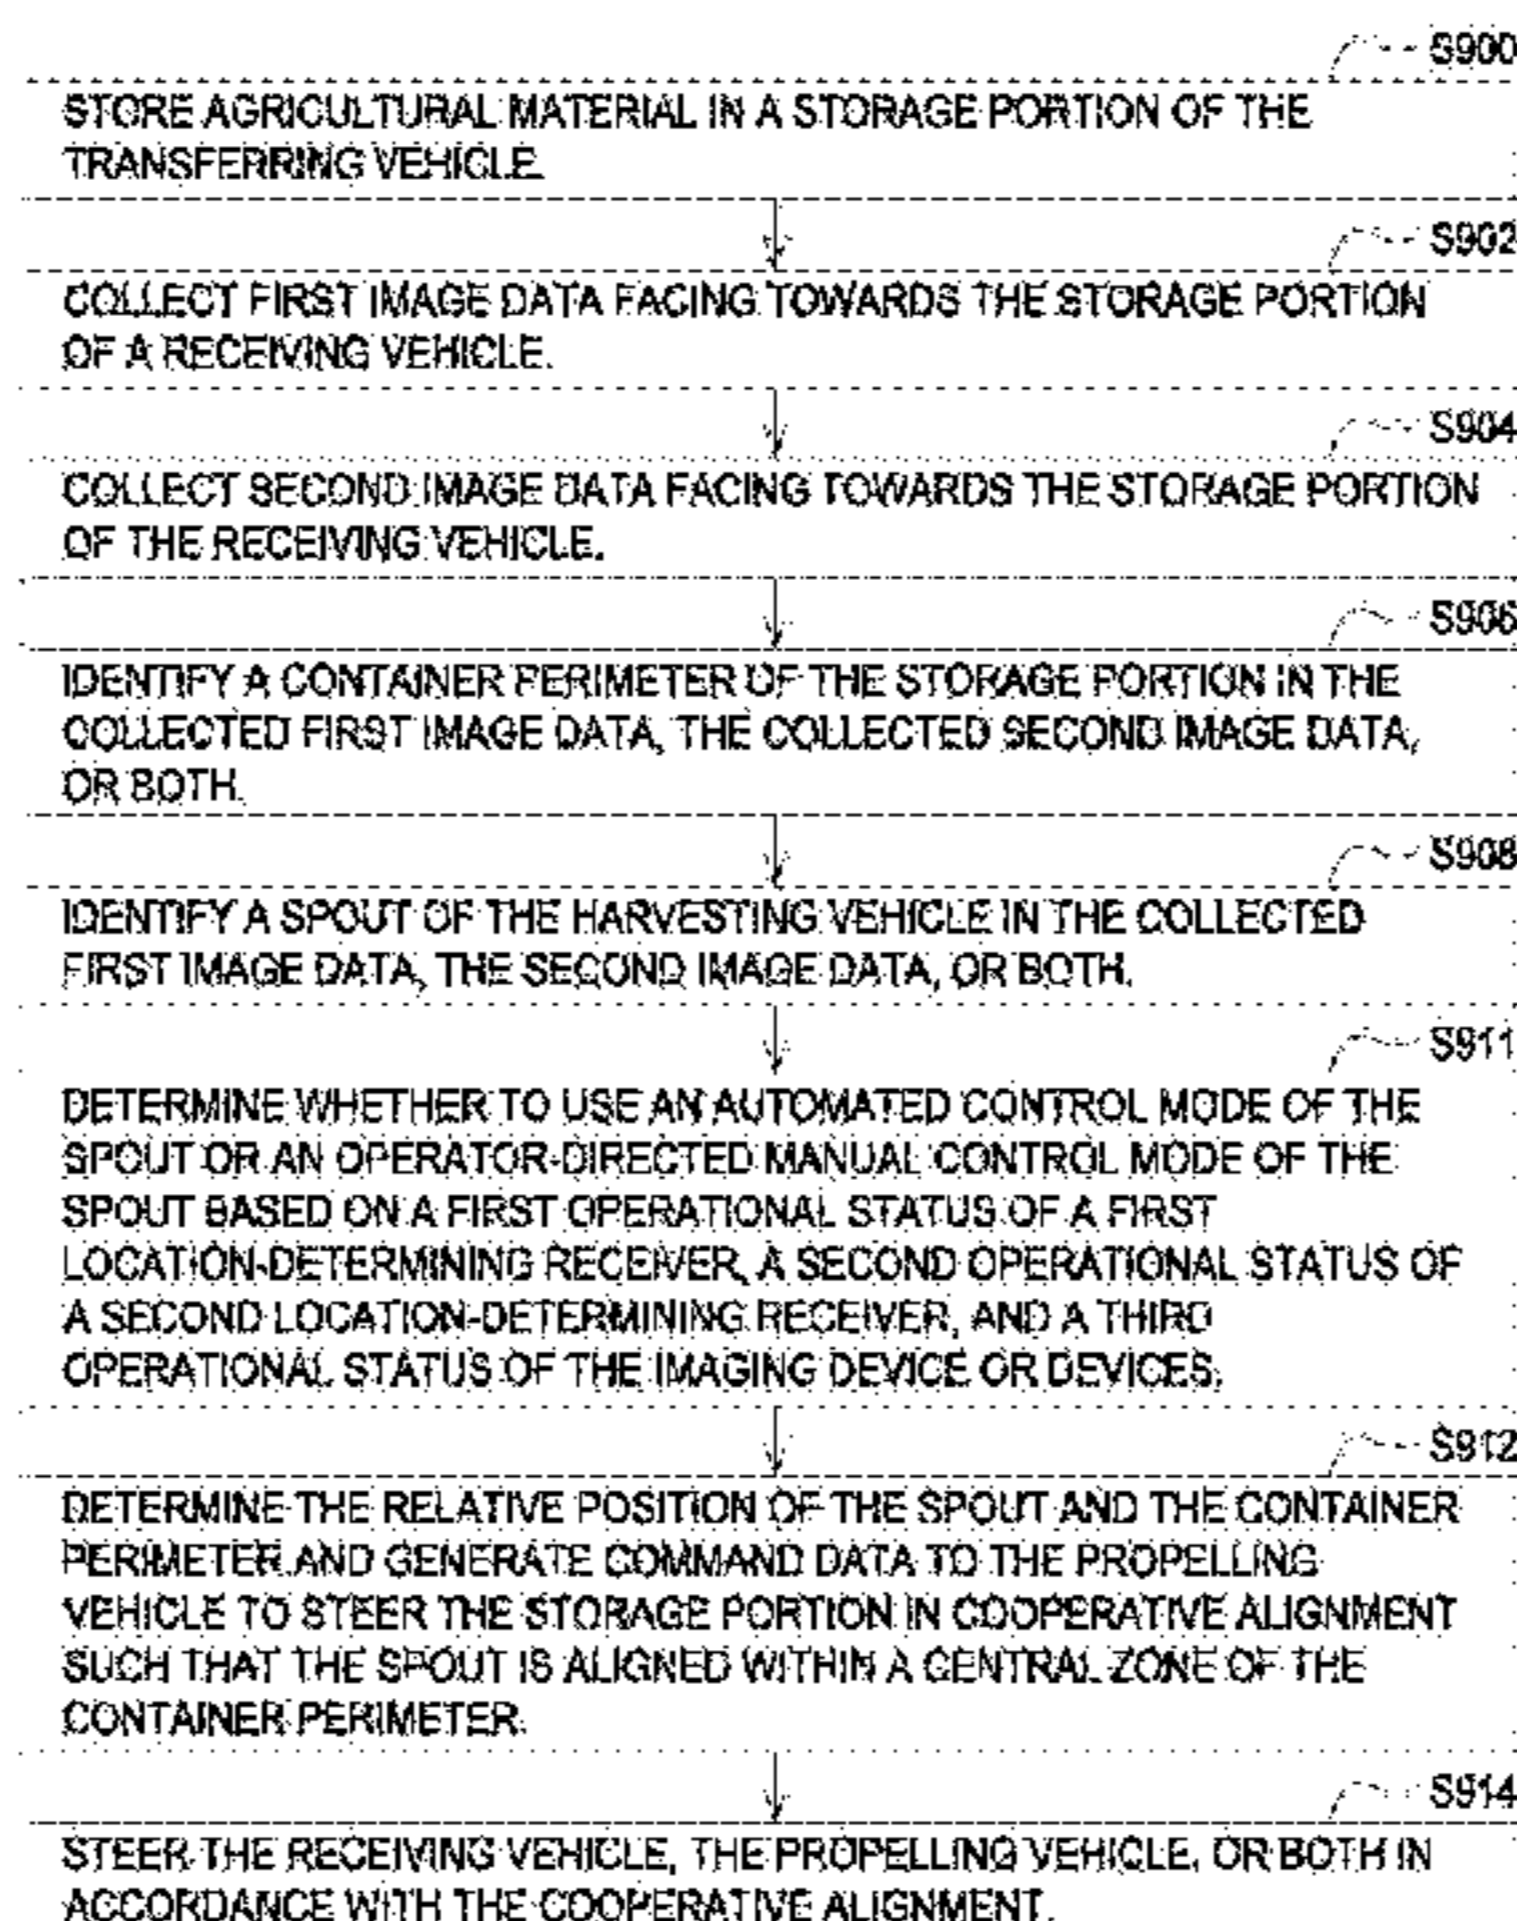 S900
STORE AGRICULTURAL MATERIAL IN A STORAGE PORTION OF THE
TRANSFERRING VEHICLE.
S902
COLLECT FIRST IMAGE DATA FACING TOWARDS THE STORAGE PORTION
OF A RECEIVING VEHICLE.
S904
COLLECT SECOND IMAGE DATA FACING TOWARDS THE STORAGE PORTION
OF THE RECEIVING VEHICLE.
S906
IDENTIFY A CONTAINER PERIMETER OF THE STORAGE PORTION IN THE
COLLECTED FIRST IMAGE DATA, THE COLLECTED SECOND IMAGE DATA,
OR BOTH.
S908
IDENTIFY A SPOUT OF THE HARVESTING VEHICLE IN THE COLLECTED
FIRST IMAGE DATA, THE SECOND IMAGE DATA, OR BOTH.
S911
DETERMINE WHETHER TO USE AN AUTOMATED CONTROL MODE OF THE
SPOUT OR AN OPERATOR-DIRECTED MANUAL CONTROL MODE OF THE
SPOUT BASED ON A FIRST OPERATIONAL STATUS OF A FIRST
LOCATION-DETERMINING RECEIVER, A SECOND OPERATIONAL STATUS OF
A SECOND LOCATION-DETERMINING RECEIVER, AND A THIRD
OPERATIONAL STATUS OF THE IMAGING DEVICE OR DEVICES.
S912
DETERMINE THE RELATIVE POSITION OF THE SPOUT AND THE CONTAINER
PERIMETER AND GENERATE COMMAND DATA TO THE PROPELLING
VEHICLE TO STEER THE STORAGE PORTION IN COOPERATIVE ALIGNMENT
SUCH THAT THE SPOUT IS ALIGNED WITHIN A CENTRAL ZONE OF THE
CONTAINER PERIMETER.
S914
STEER THE RECEIVING VEHICLE, THE PROPELLING VEHICLE, OR BOTH IN
ACCORDANCE WITH THE COOPERATIVE ALIGNMENT.